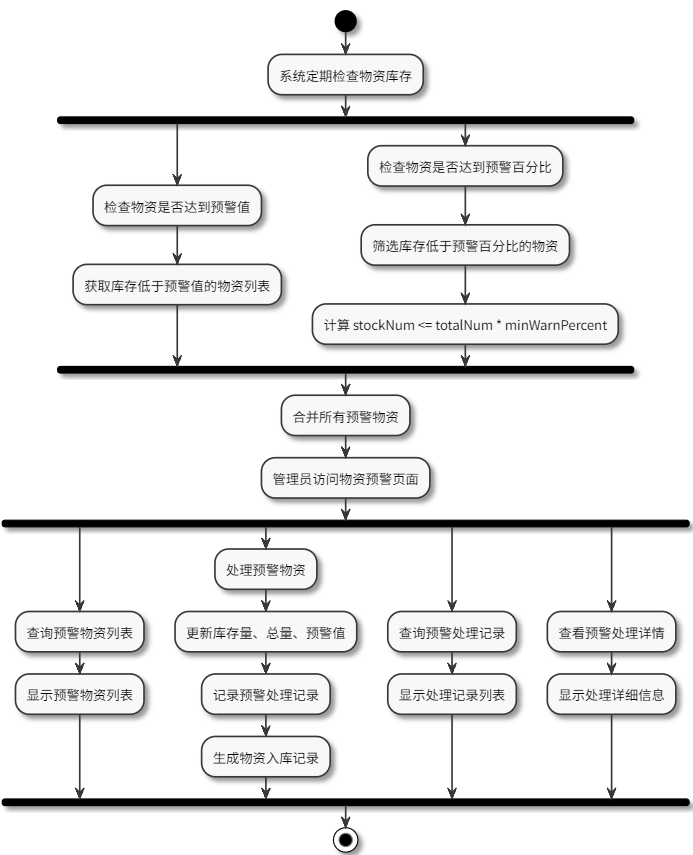 系统定期检查物资库存
检查物资是否达到预警值
获取库存低于预警值的物资列表
检查物资是否达到预警百分比
筛选库存低于预警百分比的物资
计算 stockNum <= totalNum * minWarnPercent
合并所有预警物资
管理员访问物资预警页面
查询预警物资列表
显示预警物资列表
处理预警物资
更新库存量、总量、预警值
记录预警处理记录
生成物资入库记录
查询预警处理记录
显示处理记录列表
查看预警处理详情
显示处理详细信息